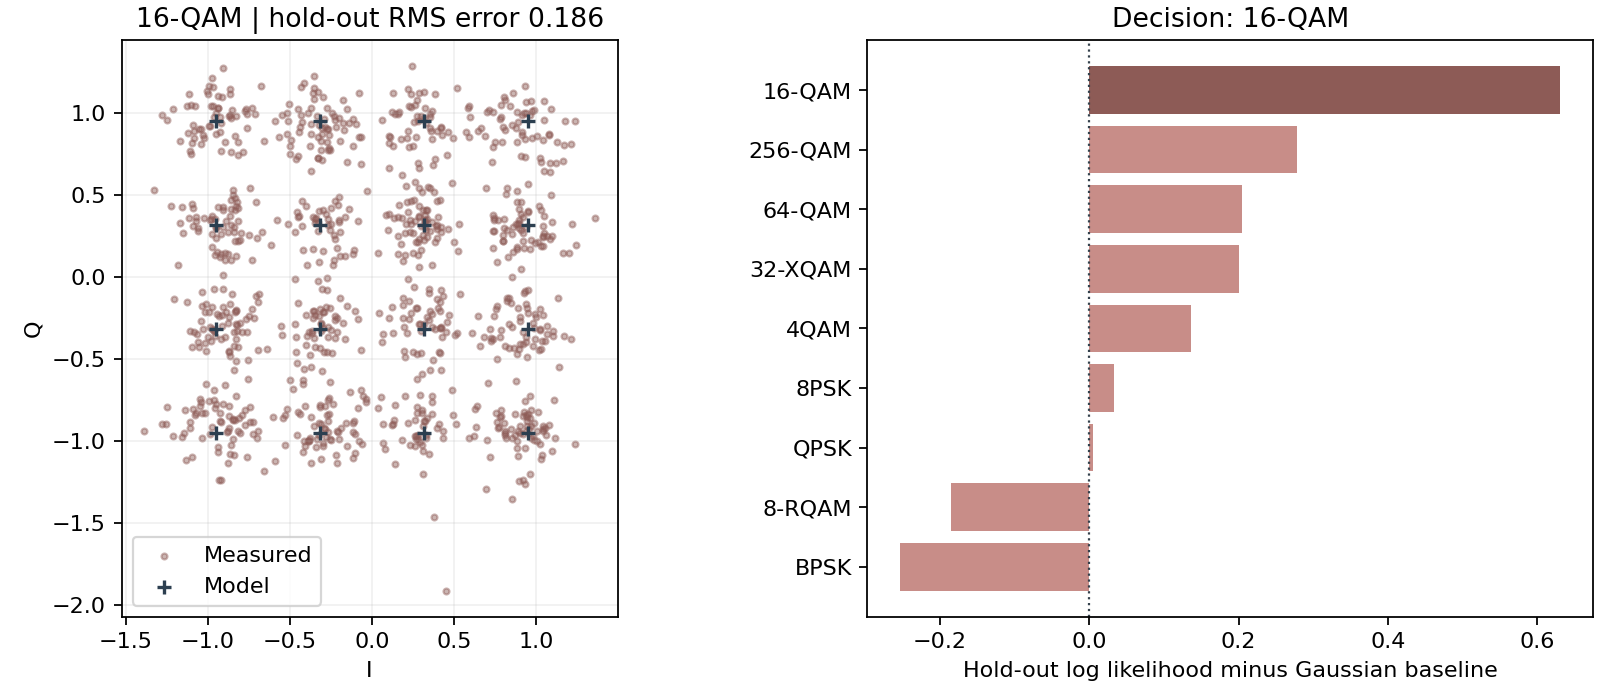 16-QAM | hold-out RMS error 0.186
1.0
0.5
0.0
−0.5
−1.0
−1.5
−2.0
Q
Measured
Model
−1.5
−1.0
−0.5
0.0
0.5
1.0
I
Decision: 16-QAM
16-QAM
256-QAM
64-QAM
32-XQAM
4QAM
8PSK
QPSK
8-RQAM
BPSK
−0.2
0.0
0.2
0.4
0.6
Hold-out log likelihood minus Gaussian baseline